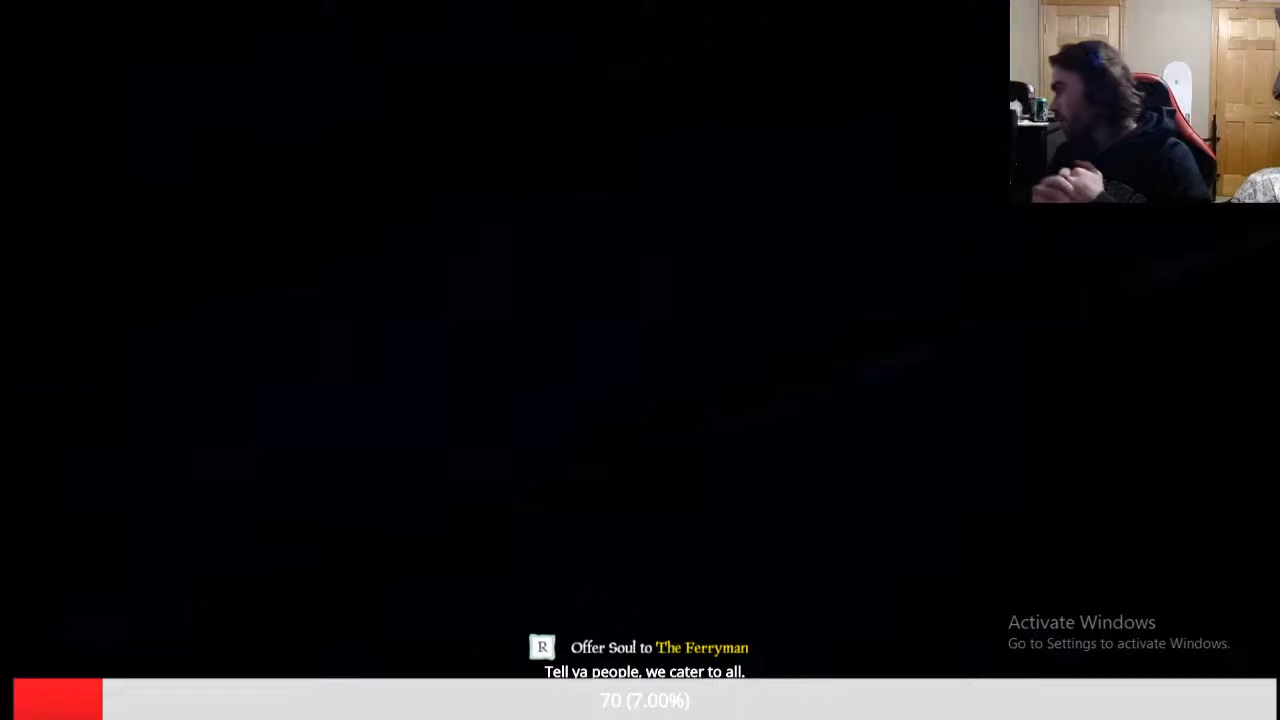 Activate Windows
Go to Settings to activate Windows.
R Offer Soul to The Ferryman
Tell ya people, we cater to all.
70 (7.00%)